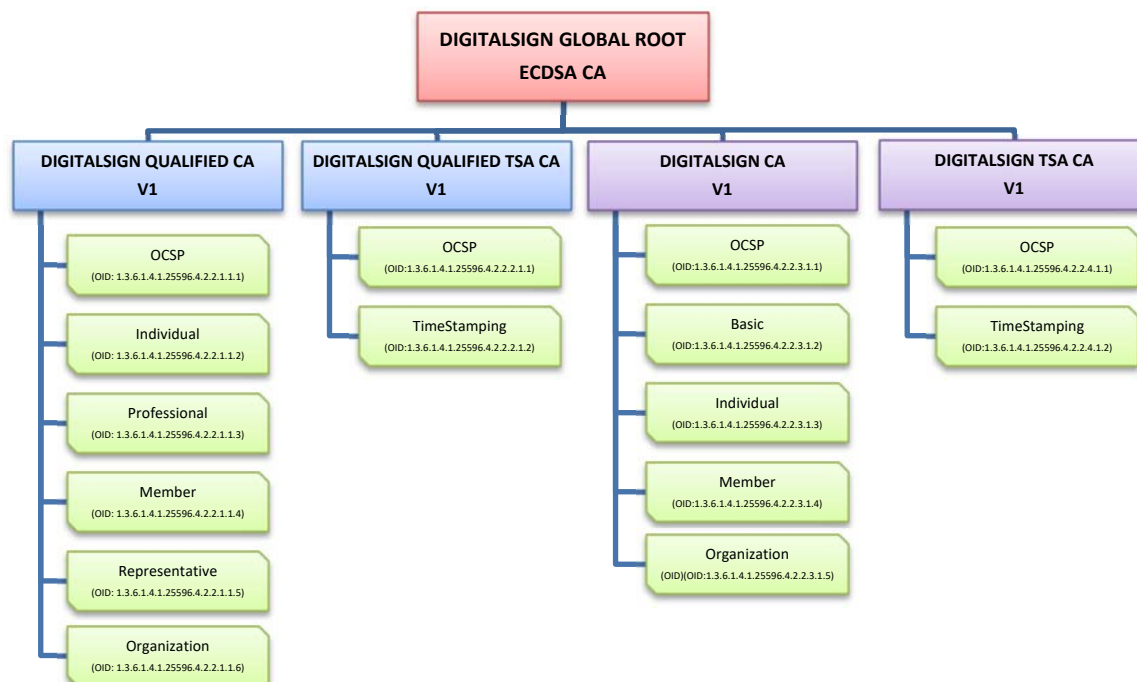 DIGITALSIGN GLOBAL ROOT
ECDSA CA
DIGITALSIGN QUALIFIED CA
V1
OCSP
(OID: 1.3.6.1.4.1.25596.4.2.2.1.1.1)
Individual
(OID: 1.3.6.1.4.1.25596.4.2.2.1.1.2)
Professional
(OID: 1.3.6.1.4.1.25596.4.2.2.1.1.3)
Member
(OID: 1.3.6.1.4.1.25596.4.2.2.1.1.4)
Representative
(OID: 1.3.6.1.4.1.25596.4.2.2.1.1.5)
Organization
(OID: 1.3.6.1.4.1.25596.4.2.2.1.1.6)
DIGITALSIGN QUALIFIED TSA CA
V1
OCSP
(OID:1.3.6.1.4.1.25596.4.2.2.2.1.1)
TimeStamping
(OID:1.3.6.1.4.1.25596.4.2.2.2.1.2)
DIGITALSIGN CA
V1
OCSP
(OID:1.3.6.1.4.1.25596.4.2.2.3.1.1)
Basic
(OID:1.3.6.1.4.1.25596.4.2.2.3.1.2)
Individual
(OID:1.3.6.1.4.1.25596.4.2.2.3.1.3)
Member
(OID:1.3.6.1.4.1.25596.4.2.2.3.1.4)
Organization
(OID)(OID:1.3.6.1.4.1.25596.4.2.2.3.1.5)
DIGITALSIGN TSA CA
V1
OCSP
(OID:1.3.6.1.4.1.25596.4.2.2.4.1.1)
TimeStamping
(OID:1.3.6.1.4.1.25596.4.2.2.4.1.2)